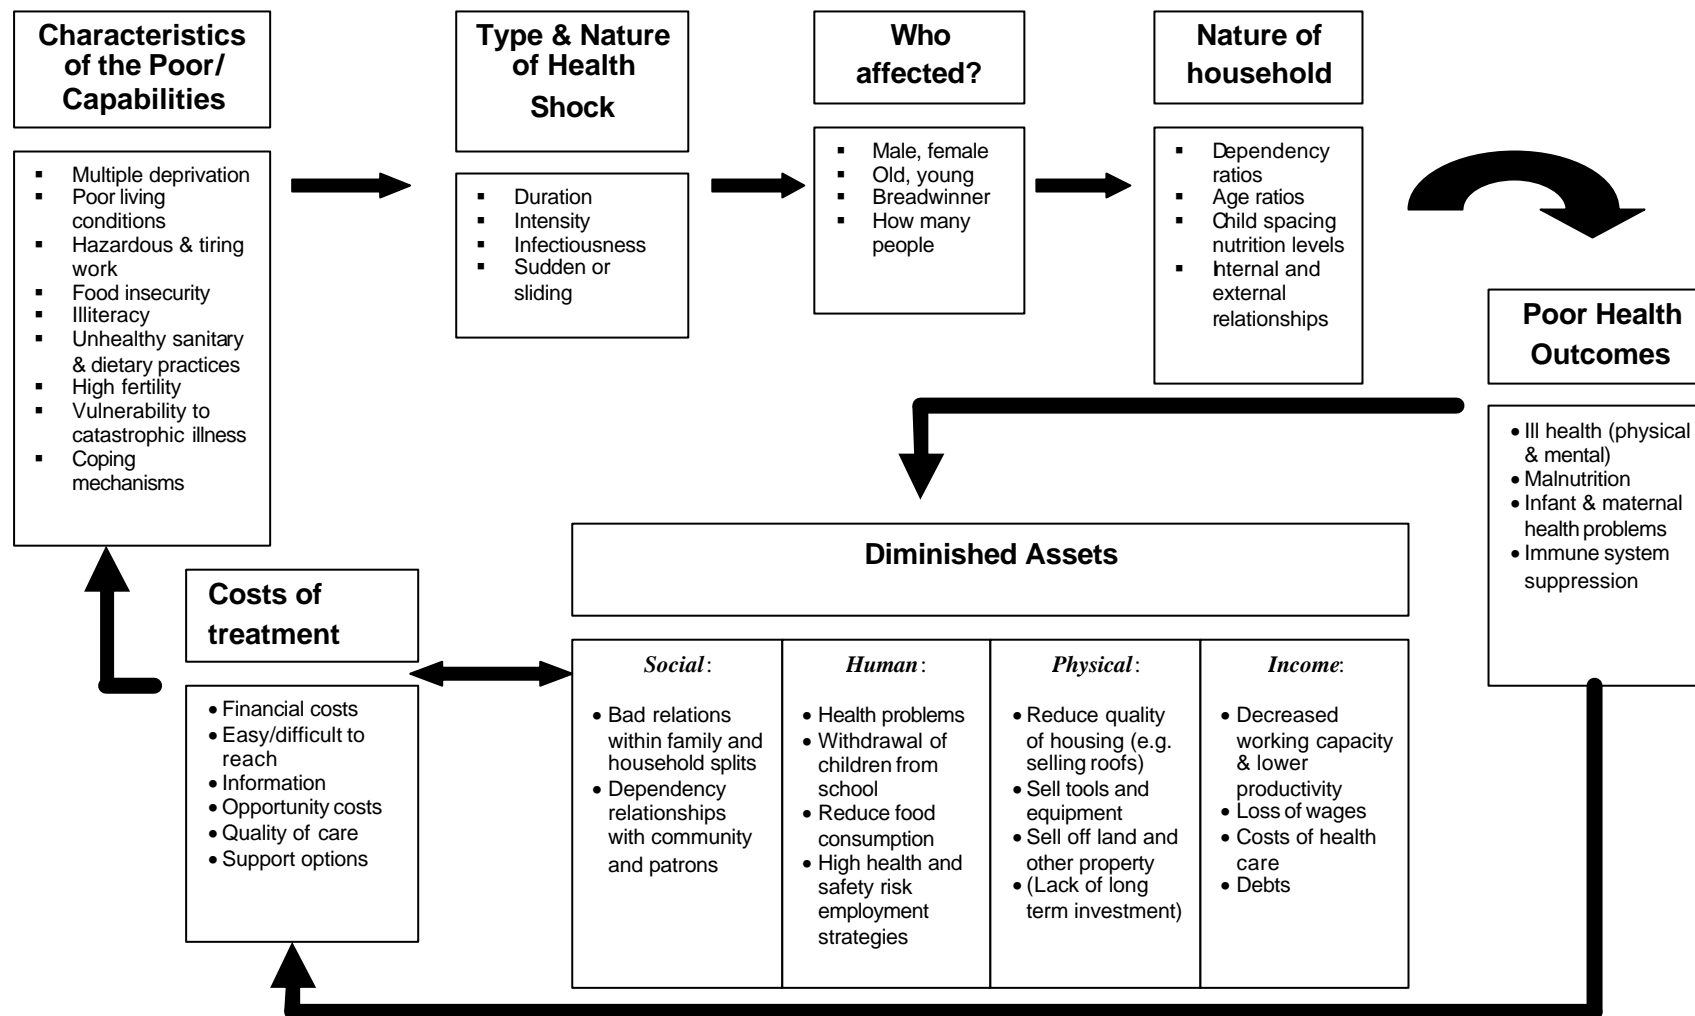 Characteristics
of the Poor/
Capabilities
▪ Multiple deprivation
▪ Poor living
conditions
▪ Hazardous & tiring
work
▪ Food insecurity
▪ Illiteracy
▪ Unhealthy sanitary
& dietary practices
▪ High fertility
▪ Vulnerability to
catastrophic illness
▪ Coping
mechanisms
Type & Nature
of Health
Shock
▪ Duration
▪ Intensity
▪ Infectiousness
▪ Sudden or
sliding
Who
affected?
▪ Male, female
▪ Old, young
▪ Breadwinner
▪ How many
people
Nature of
household
▪ Dependency
ratios
▪ Age ratios
▪ Child spacing
nutrition levels
▪ Internal and
external
relationships
Poor Health
Outcomes
• Ill health (physical
& mental)
• Malnutrition
• Infant & maternal
health problems
• Immune system
suppression
Diminished Assets
Social:
• Bad relations
within family and
household splits
• Dependency
relationships
with community
and patrons
Human:
• Health problems
• Withdrawal of
children from
school
• Reduce food
consumption
• High health and
safety risk
employment
strategies
Physical:
• Reduce quality
of housing (e.g.
selling roofs)
• Sell tools and
equipment
• Sell off land and
other property
• (Lack of long
term investment)
Income:
• Decreased
working capacity
& lower
productivity
• Loss of wages
• Costs of health
care
• Debts
Costs of
treatment
• Financial costs
• Easy/difficult to
reach
• Information
• Opportunity costs
• Quality of care
• Support options